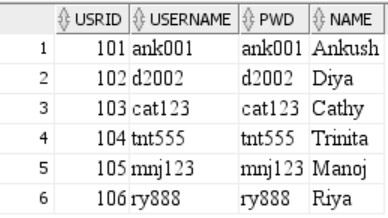 USRID USERNAME PWD NAME
1 101 ank001 ank001 Ankush
2 102 d2002 d2002 Diya
3 103 cat123 cat123 Cathy
4 104 tnt555 tnt555 Trinita
5 105 mnj123 mnj123 Manoj
6 106 ry888 ry888 Riya